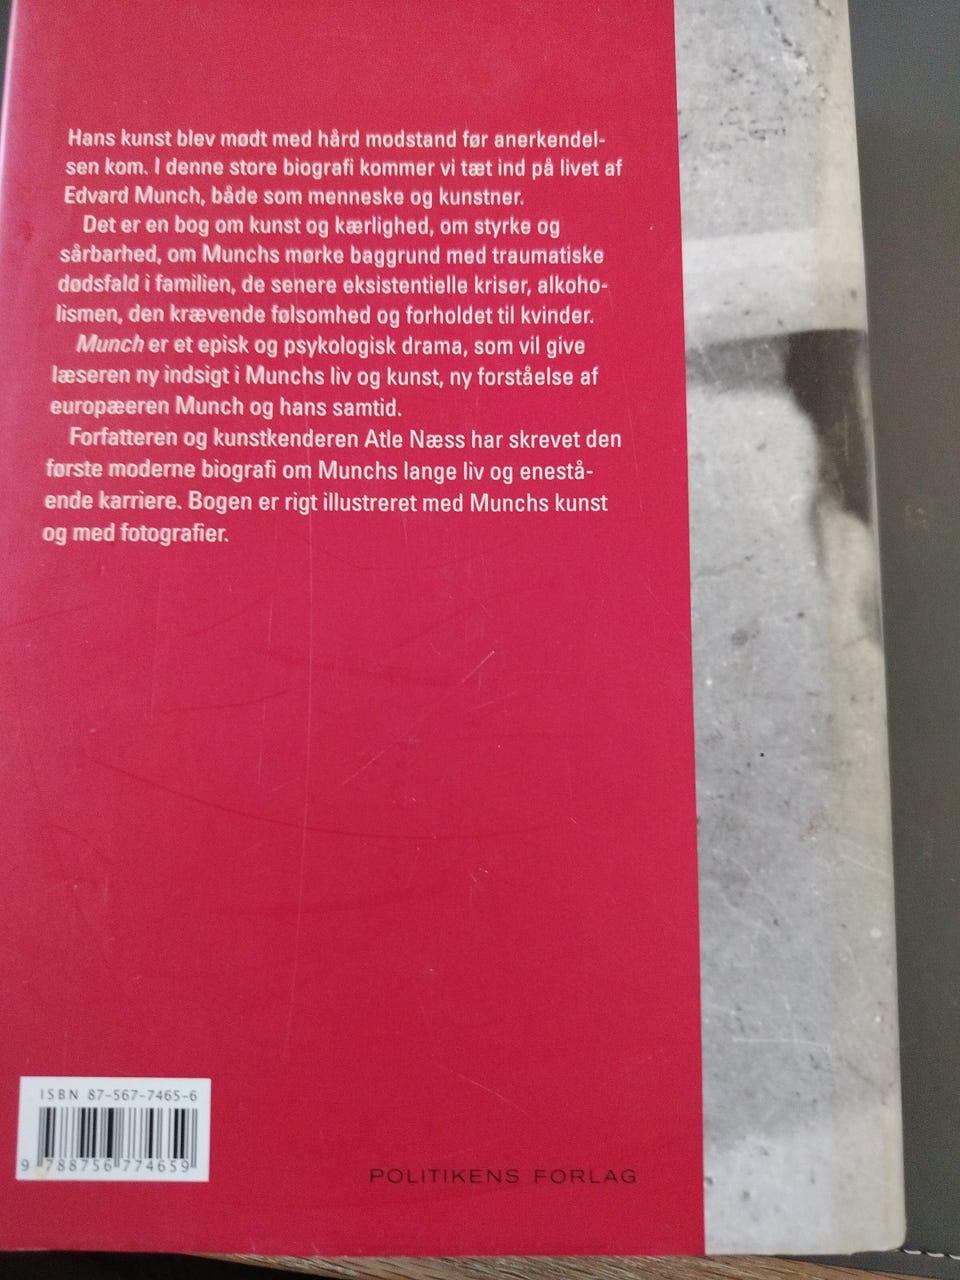 Hans kunst blev mødt med hård modstand før anerkendel-
sen kom. I denne store biografi kommer vi tæt ind på livet af
Edvard Munch, både som menneske og kunstner.
Det er en bog om kunst og kærlighed, om styrke og
sårbarhed, om Munchs mørke baggrund med traumatiske
dødsfald i familien, de senere eksistentielle kriser, alkoho-
lismen, den krævende følsomhed og forholdet til kvinder.
Munch er et episk og psykologisk drama, som vil give
læseren ny indsigt i Munchs liv og kunst, ny forståelse af
europæeren Munch og hans samtid.
Forfatteren og kunstkenderen Atle Næss har skrevet den
første moderne biografi om Munchs lange liv og enestå-
ende karriere. Bogen er rigt illustreret med Munchs kunst
og med fotografier.
ISBN 87-567-7465-6
9 788756 774659
POLITIKENS FORLAG